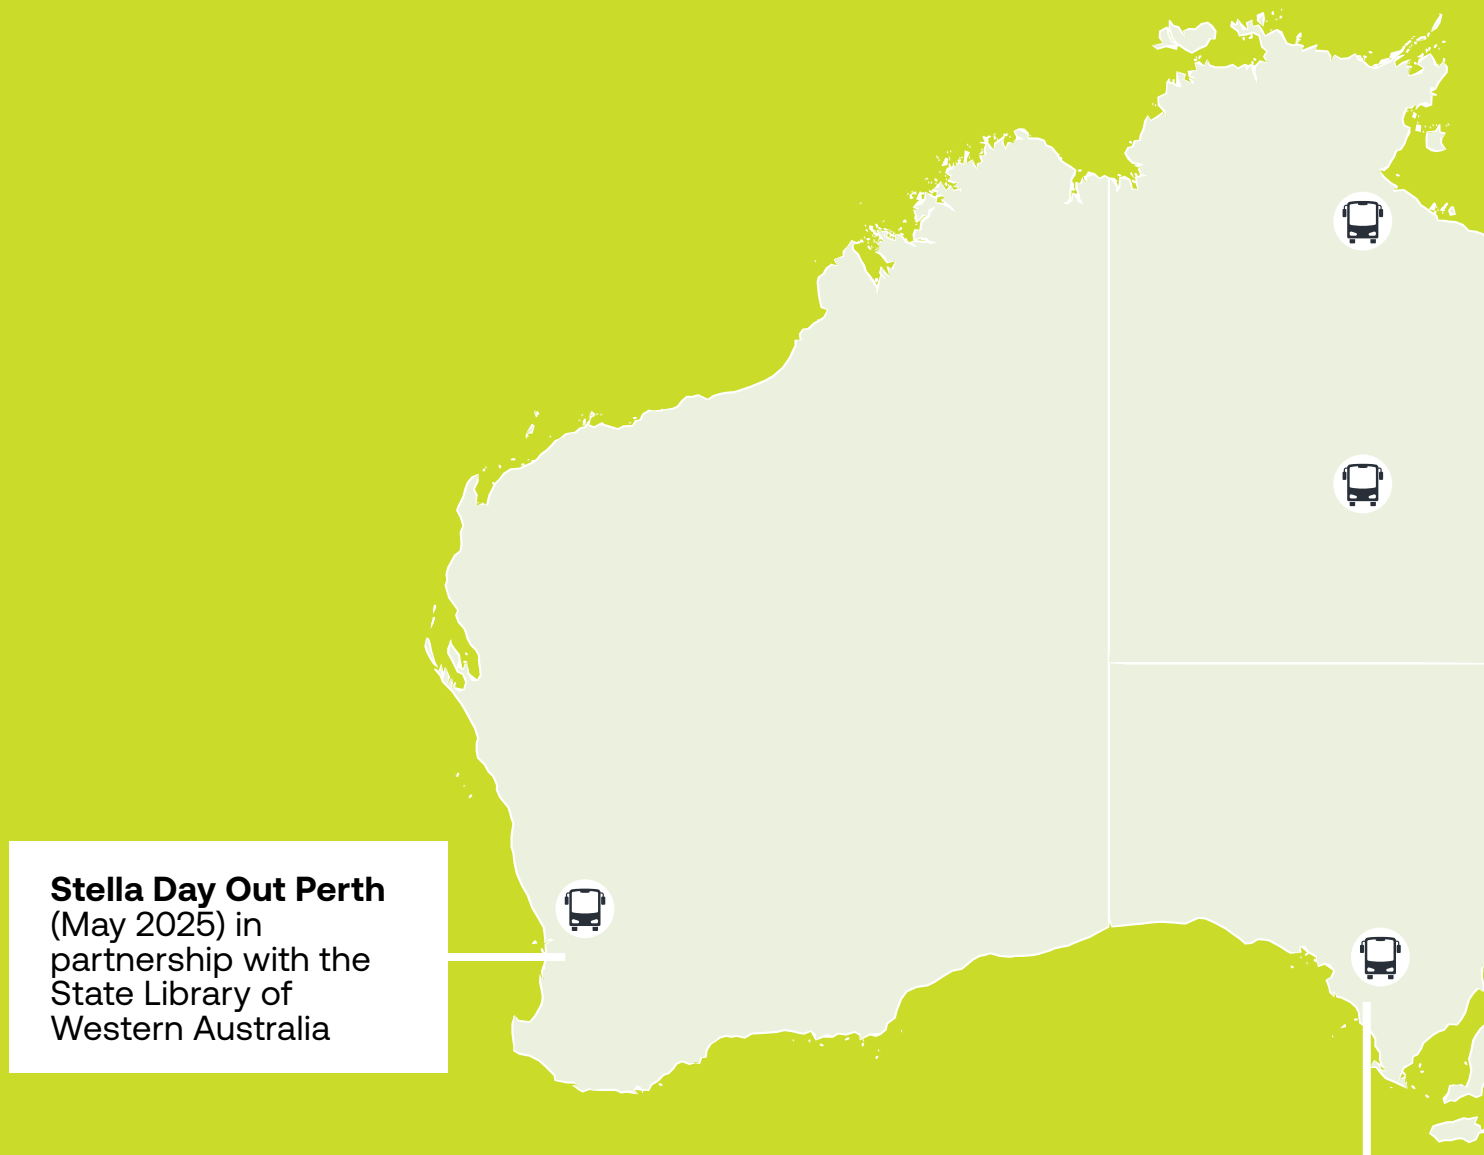 Stella Day Out Perth
(May 2025) in
partnership with the
State Library of
Western Australia